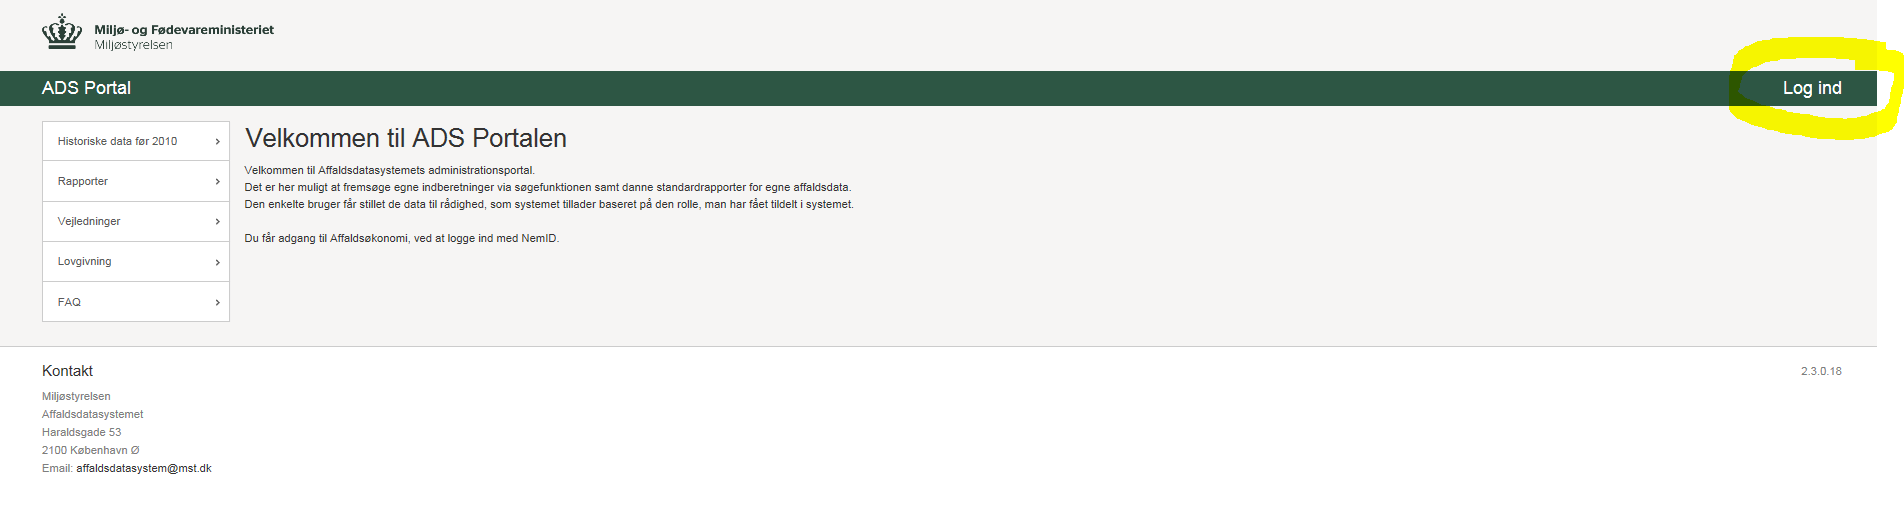 Miljø- og Fødevareministeriet
Miljøstyrelsen
ADS Portal
Log ind
Historiske data før 2010
Rapporter
Vejledninger
Lovgivning
FAQ
Velkommen til ADS Portalen
Velkommen til Affaldsdatasystemets administrationsportal.
Det er her muligt at fremsøge egne indberetninger via søgefunktionen samt danne standardrapporter for egne affaldsdata.
Den enkelte bruger får stillet de data til rådighed, som systemet tillader baseret på den rolle, man har fået tildelt i systemet.
Du får adgang til Affaldsøkonomi, ved at logge ind med NemID.
Kontakt
2.3.0.18
Miljøstyrelsen
Affaldsdatasystemet
Haraldsgade 53
2100 København Ø
Email: affaldsdatasystem@mst.dk